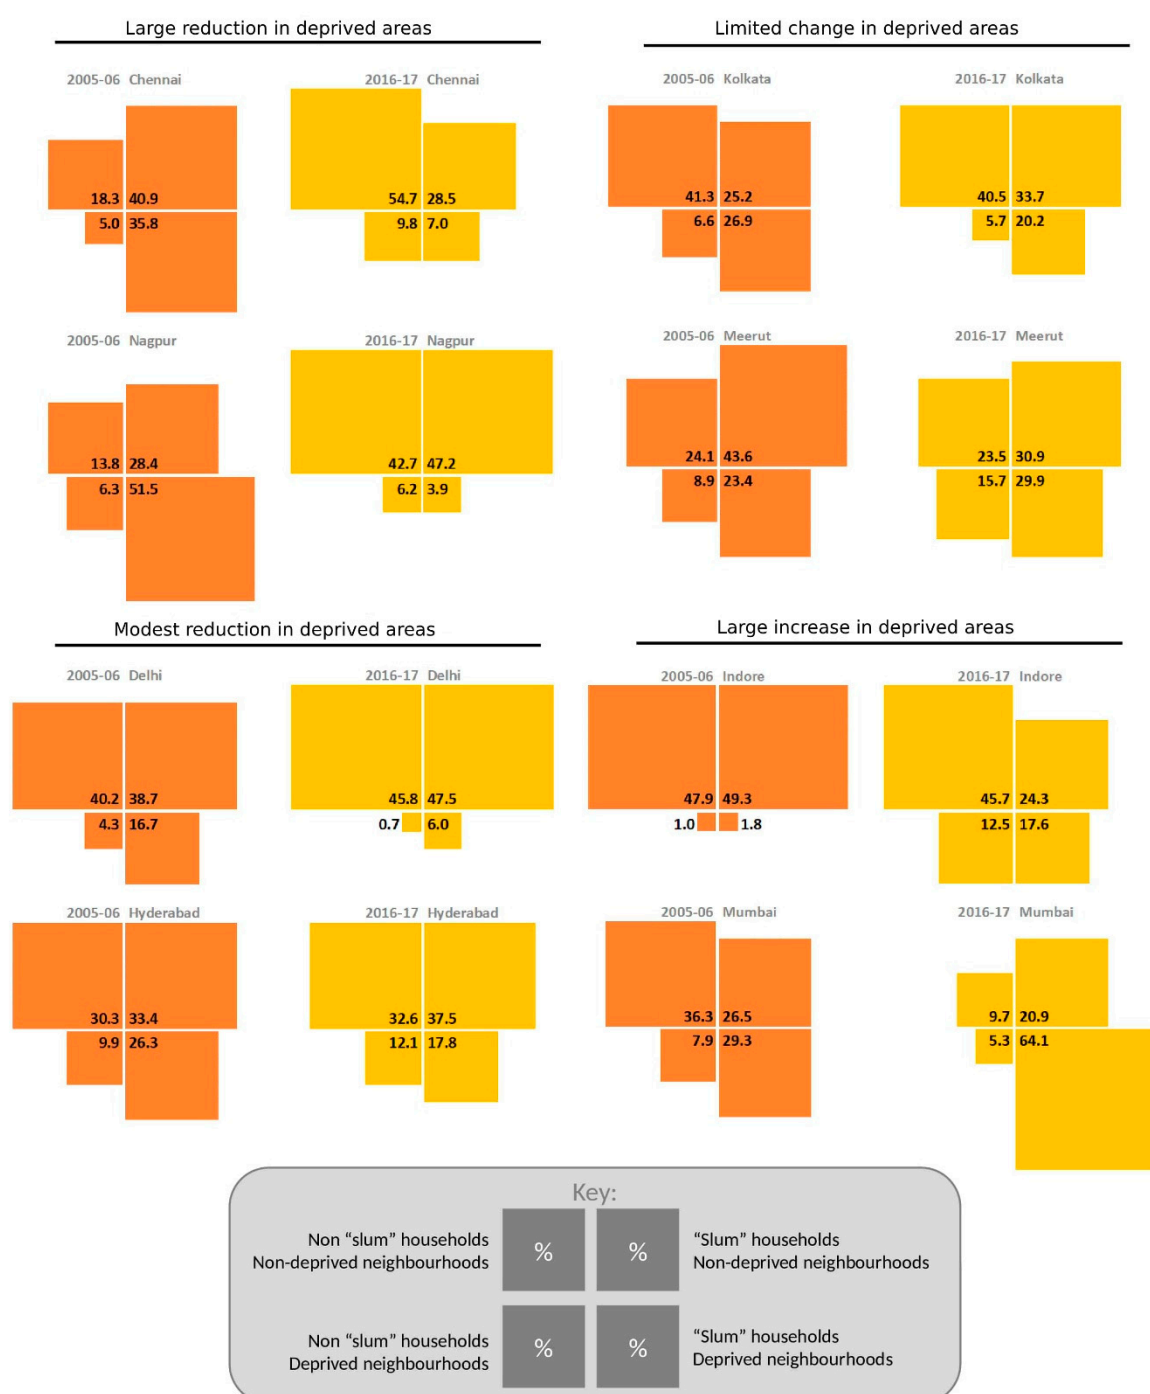 Large reduction in deprived areas
2005-06 Chennai
2016-17 Chennai
18.3 40.9
5.0 35.8
54.7 28.5
9.8 7.0
2005-06 Nagpur
2016-17 Nagpur
13.8 28.4
6.3 51.5
42.7 47.2
6.2 3.9
Limited change in deprived areas
2005-06 Kolkata
2016-17 Kolkata
41.3 25.2
6.6 26.9
40.5 33.7
5.7 20.2
2005-06 Meerut
2016-17 Meerut
24.1 43.6
8.9 23.4
23.5 30.9
15.7 29.9
Modest reduction in deprived areas
2005-06 Delhi
2016-17 Delhi
40.2 38.7
4.3 16.7
45.8 47.5
0.7 6.0
2005-06 Hyderabad
2016-17 Hyderabad
30.3 33.4
9.9 26.3
32.6 37.5
12.1 17.8
Large increase in deprived areas
2005-06 Indore
2016-17 Indore
47.9 49.3
1.0 1.8
45.7 24.3
12.5 17.6
2005-06 Mumbai
2016-17 Mumbai
36.3 26.5
7.9 29.3
9.7 20.9
5.3 64.1
Key:
Non “slum” households
Non-deprived neighbourhoods
%
%
“Slum” households
Non-deprived neighbourhoods
Non “slum” households
Deprived neighbourhoods
%
%
“Slum” households
Deprived neighbourhoods